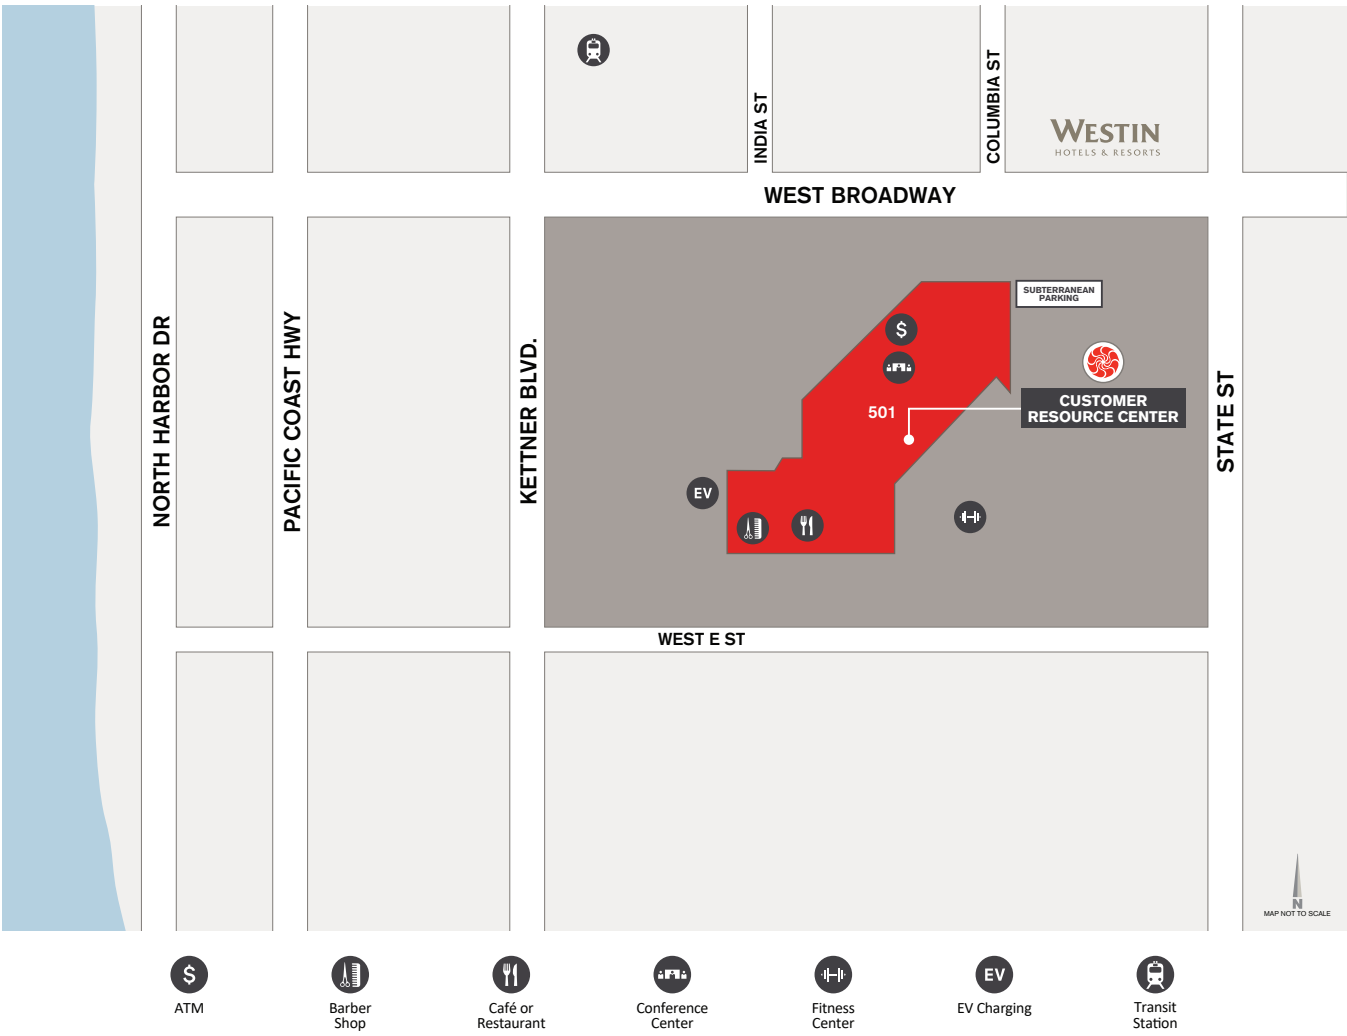 INDIA ST
COLUMBIA ST
WESTIN
HOTELS & RESORTS
WEST BROADWAY
NORTH HARBOR DR
PACIFIC COAST HWY
KETTNER BLVD.
STATE ST
SUBTERRANEAN
PARKING
$
501
CUSTOMER
RESOURCE CENTER
EV
WEST E ST
N
MAP NOT TO SCALE
$
ATM
Barber
Shop
Café or
Restaurant
Conference
Center
Fitness
Center
EV
EV Charging
Transit
Station